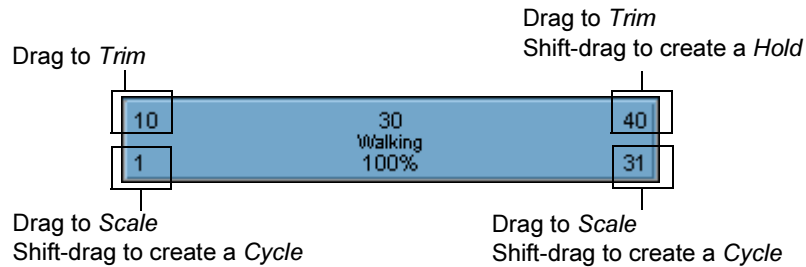 Drag to Trim
Shift-drag to create a Hold
Drag to Trim
10 30 40
Walking
1 100% 31
Drag to Scale
Shift-drag to create a Cycle
Drag to Scale
Shift-drag to create a Cycle